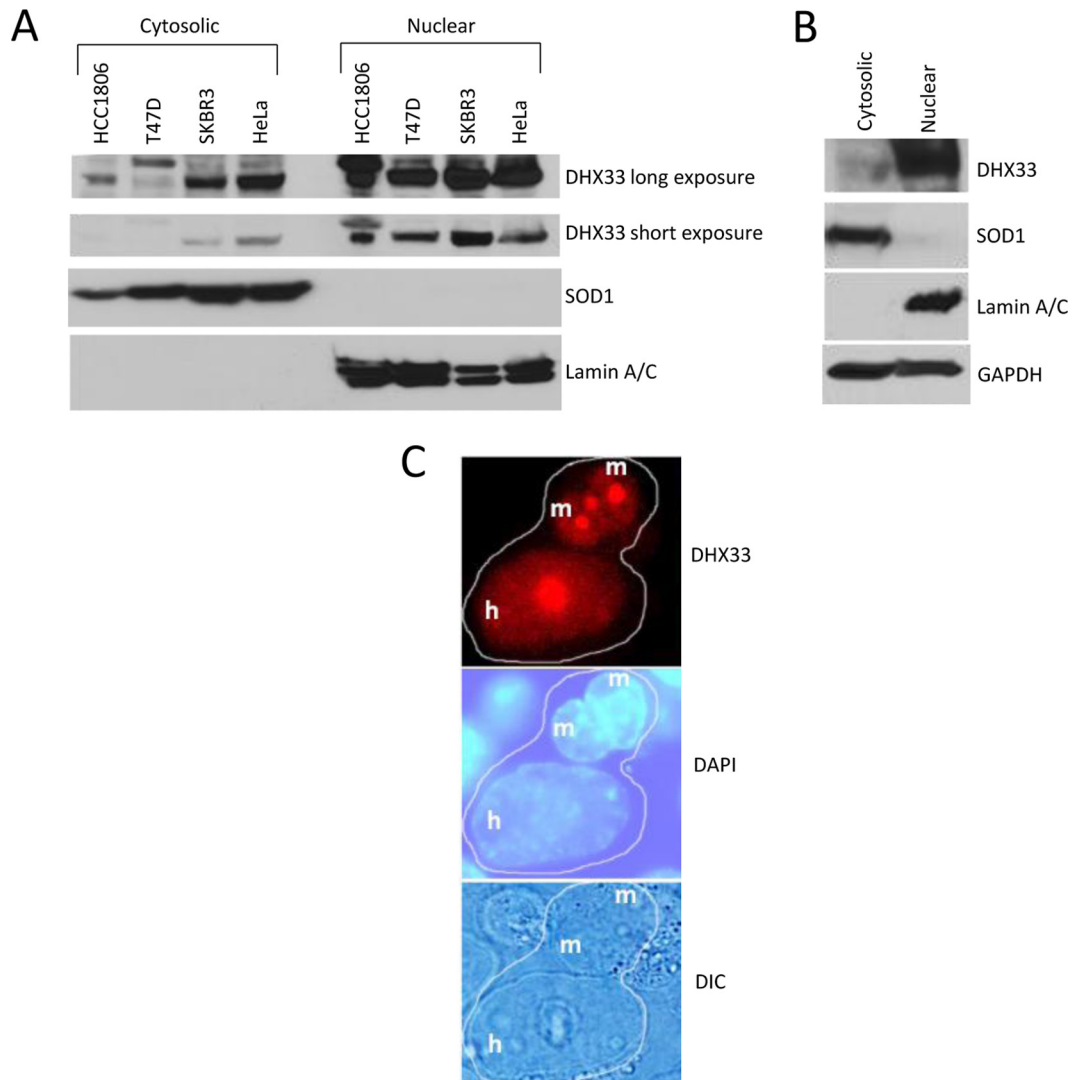 A
Cytosolic
Nuclear
HCC1806
T47D
SKBR3
HeLa
HCC1806
T47D
SKBR3
HeLa
DHX33 long exposure
DHX33 short exposure
SOD1
Lamin A/C
B
Cytosolic
Nuclear
DHX33
SOD1
Lamin A/C
GAPDH
C
m
m
h
DHX33
m
m
h
DAPI
m
m
h
DIC